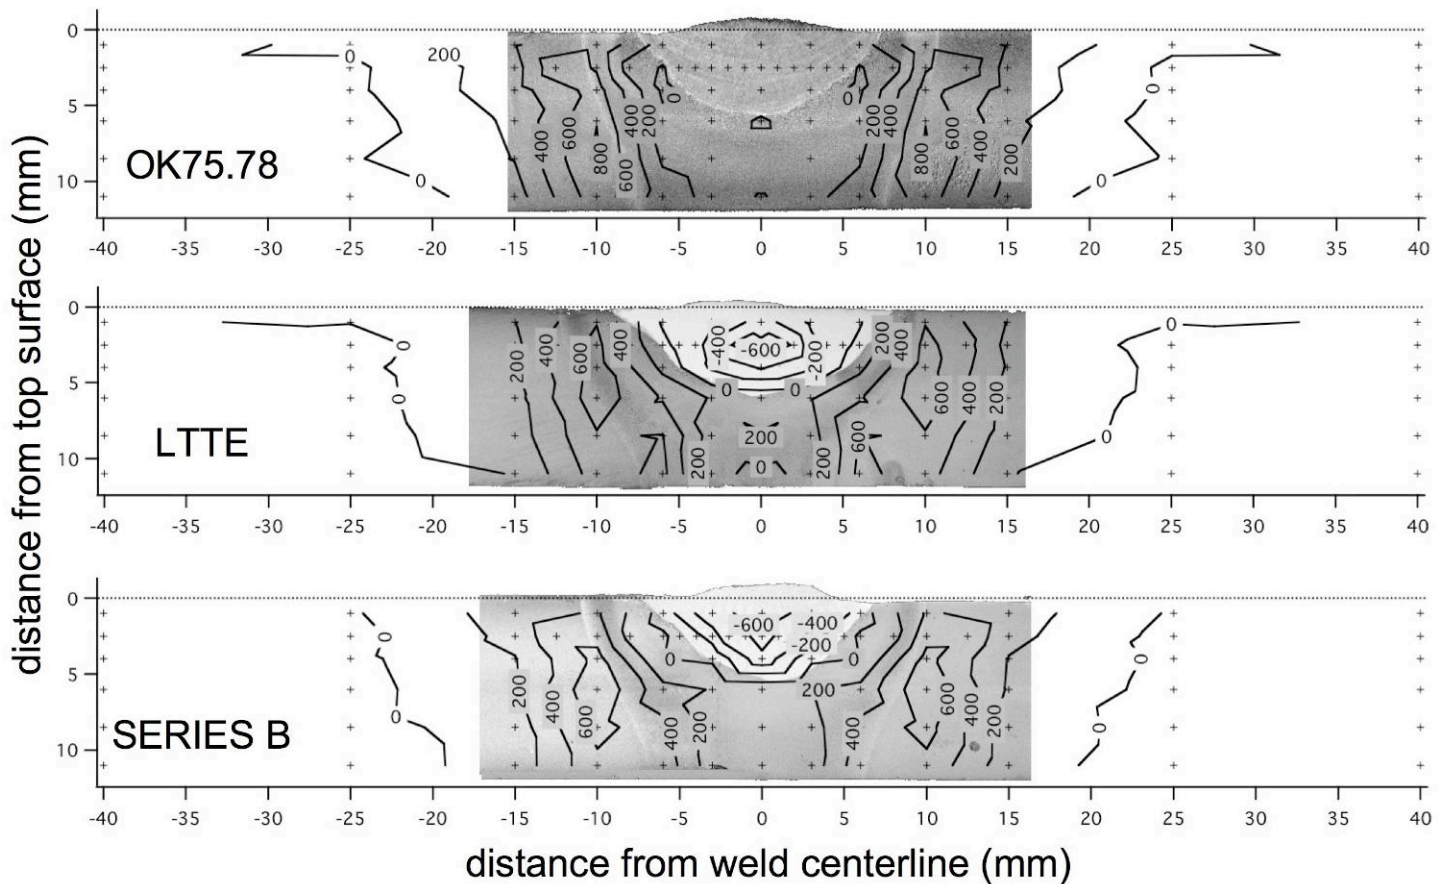 distance from top surface (mm)
0
0 200 0
5 0 0 0
400 600 400 200 200 400 600 400
OK75.78 800 600 800 200
10 0 0
-40 -35 -30 -25 -20 -15 -10 -5 0 5 10 15 20 25 30 35 40
0
0
400 400 -400 200
0 200 600 400 -600 -200 400
5 0 0 0 600 400 200
LTTE 200 600 0
10 200 0 200
-40 -35 -30 -25 -20 -15 -10 -5 0 5 10 15 20 25 30 35 40
0
-600 -400
0 -200
0 0 0
5 200 200 600
400 400
SERIES B 0 600 400 200 400 200 0
10
-40 -35 -30 -25 -20 -15 -10 -5 0 5 10 15 20 25 30 35 40
distance from weld centerline (mm)